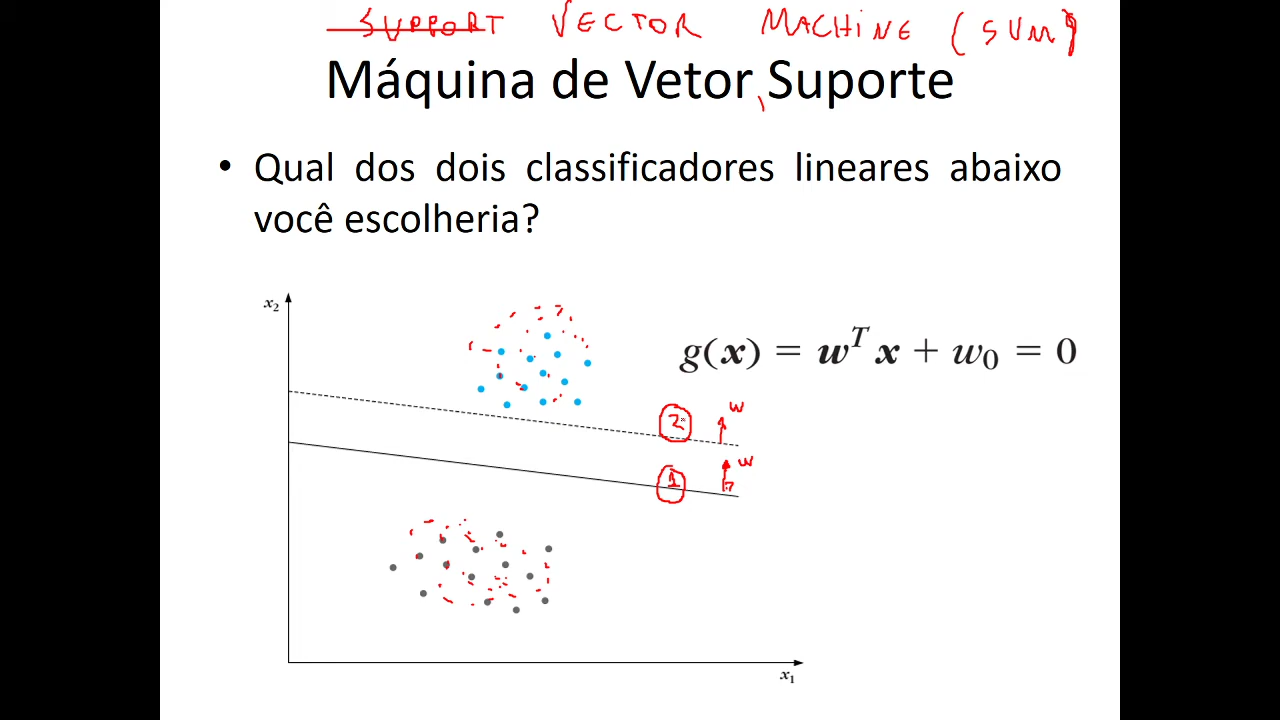 SUPPORT VECTOR MACHINE (SVM)
Máquina de Vetor Suporte
• Qual dos dois classificadores lineares abaixo
você escolheria?
x₂
g(x) = wᵀx + w₀ = 0
2
w
1
w
x₁